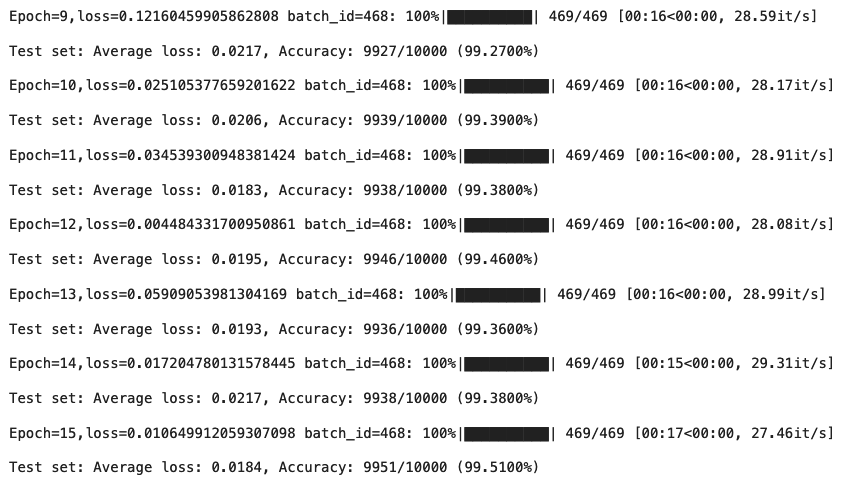 Epoch=9,loss=0.12160459905862808 batch_id=468: 100%|██████████| 469/469 [00:16<00:00, 28.59it/s]
Test set: Average loss: 0.0217, Accuracy: 9927/10000 (99.2700%)
Epoch=10,loss=0.025105377659201622 batch_id=468: 100%|██████████| 469/469 [00:16<00:00, 28.17it/s]
Test set: Average loss: 0.0206, Accuracy: 9939/10000 (99.3900%)
Epoch=11,loss=0.034539300948381424 batch_id=468: 100%|██████████| 469/469 [00:16<00:00, 28.91it/s]
Test set: Average loss: 0.0183, Accuracy: 9938/10000 (99.3800%)
Epoch=12,loss=0.004484331700950861 batch_id=468: 100%|██████████| 469/469 [00:16<00:00, 28.08it/s]
Test set: Average loss: 0.0195, Accuracy: 9946/10000 (99.4600%)
Epoch=13,loss=0.05909053981304169 batch_id=468: 100%|██████████| 469/469 [00:16<00:00, 28.99it/s]
Test set: Average loss: 0.0193, Accuracy: 9936/10000 (99.3600%)
Epoch=14,loss=0.017204780131578445 batch_id=468: 100%|██████████| 469/469 [00:15<00:00, 29.31it/s]
Test set: Average loss: 0.0217, Accuracy: 9938/10000 (99.3800%)
Epoch=15,loss=0.010649912059307098 batch_id=468: 100%|██████████| 469/469 [00:17<00:00, 27.46it/s]
Test set: Average loss: 0.0184, Accuracy: 9951/10000 (99.5100%)